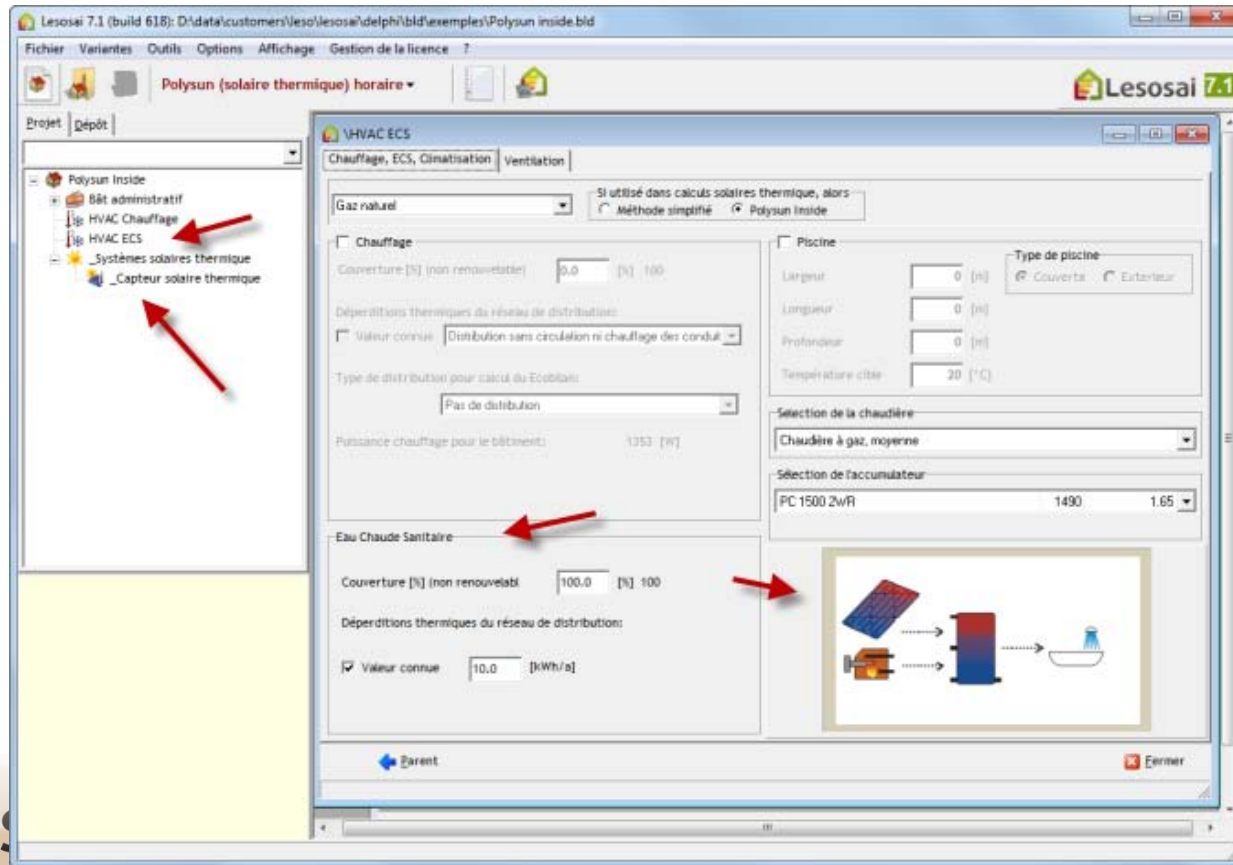 Lesosai 7.1 (build 618): D:\data\customers\leso\lesosai\delphi\bld\exemples\Polysun inside.bld
Fichier Variantes Outils Options Affichage Gestion de la licence ?
Polysun (solaire thermique) horaire
Lesosai 7.1
Projet Dépôt
Polysun Inside
Bât administratif
HVAC Chauffage
HVAC ECS
_Systèmes solaires thermique
_Capteur solaire thermique
\HVAC ECS
Chauffage, ECS, Climatisation Ventilation
Gaz naturel
Si utilisé dans calculs solaires thermique, alors
Méthode simplifié Polysun Inside
Chauffage
Couverture [%] (non renouvelable) 0.0 [%] 100
Déperditions thermiques du réseau de distribution:
Valeur connue Distribution sans circulation ni chauffage des conduit
Type de distribution pour calcul du Ecobilan:
Pas de distribution
Puissance chauffage pour le bâtiment: 1353 [W]
Piscine
Type de piscine
Couverte Exterieur
Largeur 0 [m]
Longueur 0 [m]
Profondeur 0 [m]
Température cible 20 [°C]
Selection de la chaudière
Chaudière à gaz, moyenne
Sélection de l'accumulateur
PC 1500 2WR 1490 1.65
Eau Chaude Sanitaire
Couverture [%] (non renouvelabl 100.0 [%] 100
Déperditions thermiques du réseau de distribution:
Valeur connue 10.0 [kWh/a]
Parent
Fermer